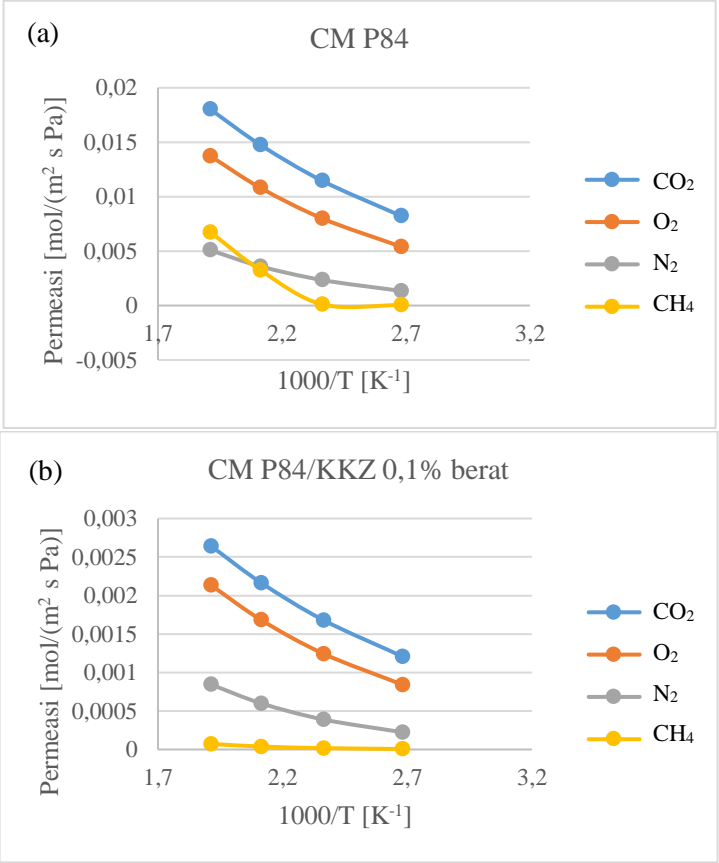 (a)
CM P84
Permeasi [mol/(m² s Pa)]
0,02
0,015
0,01
0,005
0
-0,005
1,7 2,2 2,7 3,2
1000/T [K⁻¹]
CO₂
O₂
N₂
CH₄
(b)
CM P84/KKZ 0,1% berat
Permeasi [mol/(m² s Pa)]
0,003
0,0025
0,002
0,0015
0,001
0,0005
0
1,7 2,2 2,7 3,2
1000/T [K⁻¹]
CO₂
O₂
N₂
CH₄